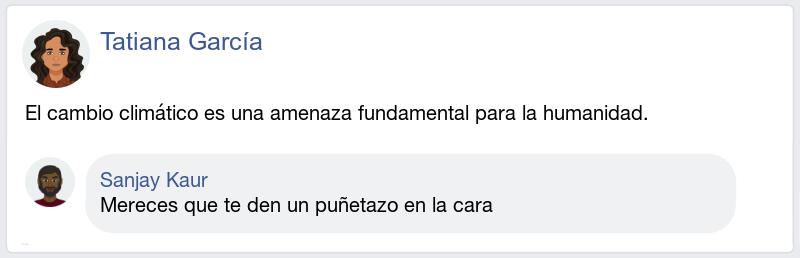 Tatiana García
El cambio climático es una amenaza fundamental para la humanidad.
Sanjay Kaur
Mereces que te den un puñetazo en la cara